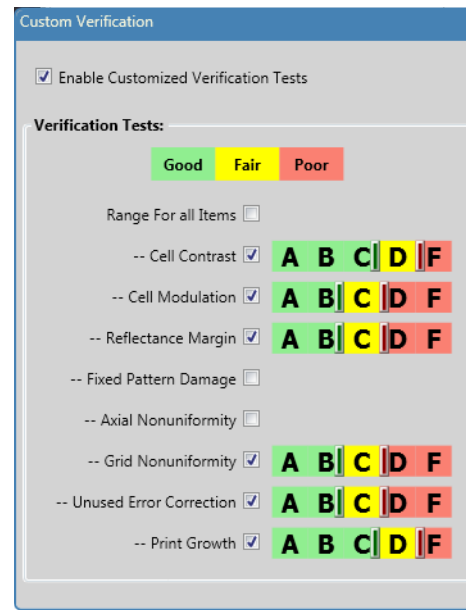 Custom Verification
Enable Customized Verification Tests
Verification Tests:
Good Fair Poor
Range For all Items
-- Cell Contrast A B C D F
-- Cell Modulation A B C D F
-- Reflectance Margin A B C D F
-- Fixed Pattern Damage
-- Axial Nonuniformity
-- Grid Nonuniformity A B C D F
-- Unused Error Correction A B C D F
-- Print Growth A B C D F